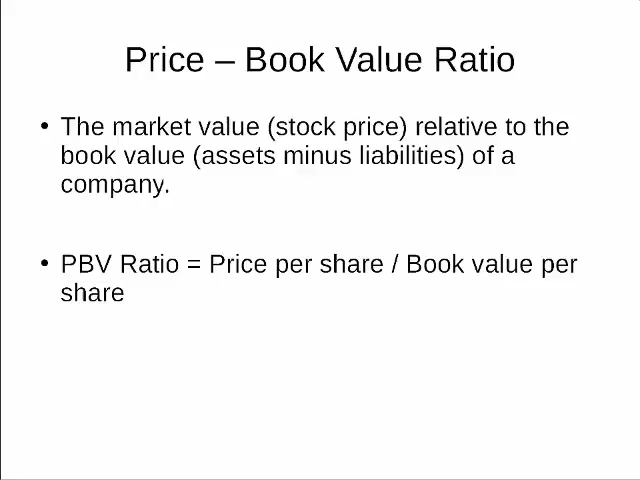 Price – Book Value Ratio
• The market value (stock price) relative to the
book value (assets minus liabilities) of a
company.
• PBV Ratio = Price per share / Book value per
share